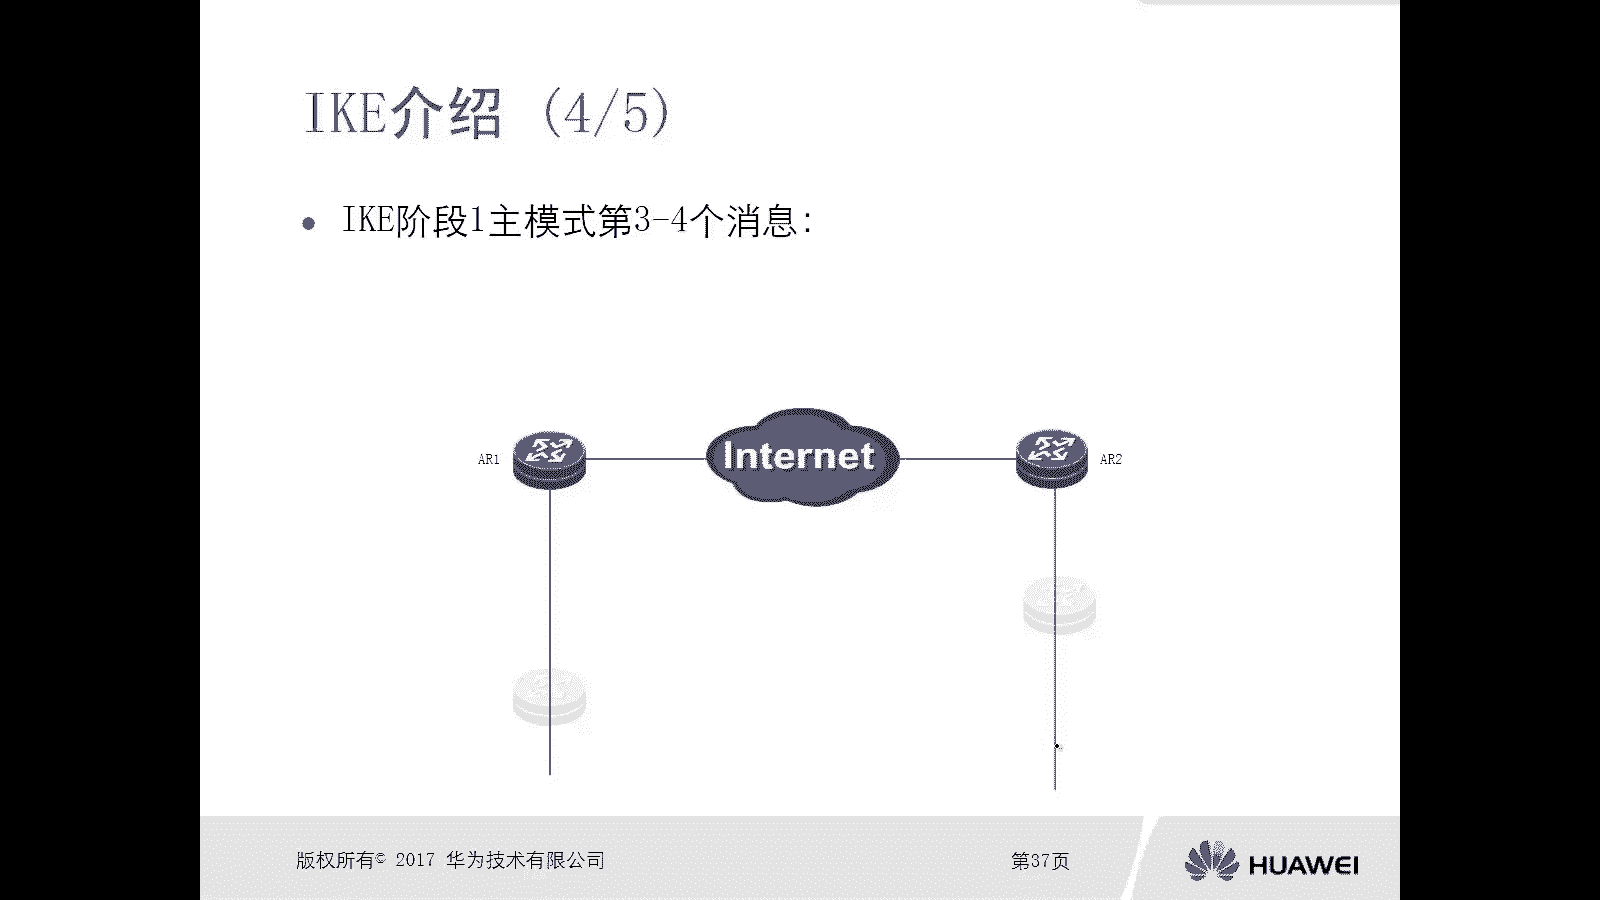 IKE介绍 (4/5)
IKE阶段1主模式第3-4个消息:
AR1
Internet
AR2
版权所有© 2017 华为技术有限公司
第37页
HUAWEI